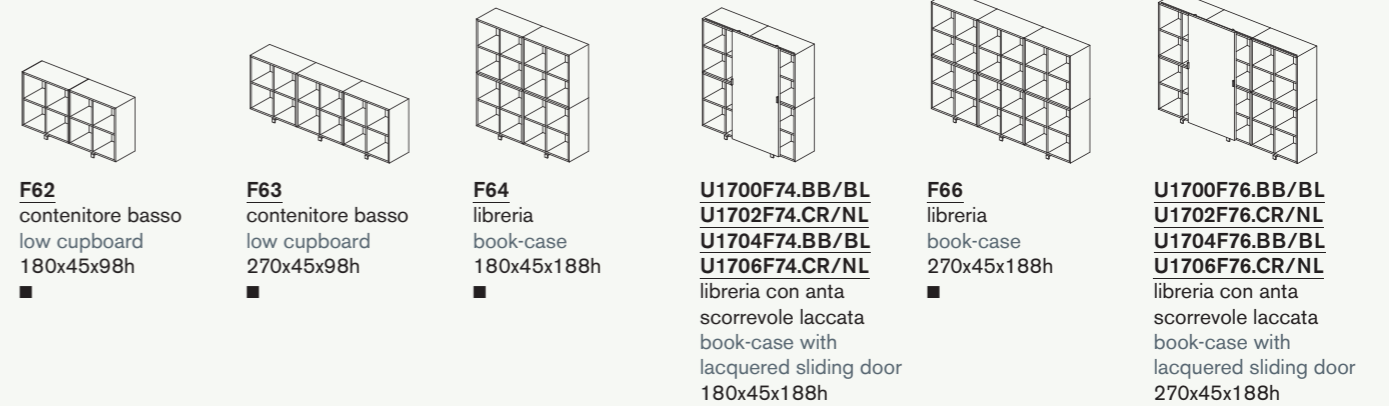 F62
contenitore basso
low cupboard
180x45x98h
■
F63
contenitore basso
low cupboard
270x45x98h
■
F64
libreria
book-case
180x45x188h
■
U1700F74.BB/BL
U1702F74.CR/NL
U1704F74.BB/BL
U1706F74.CR/NL
libreria con anta
scorrevole laccata
book-case with
lacquered sliding door
180x45x188h
F66
libreria
book-case
270x45x188h
■
U1700F76.BB/BL
U1702F76.CR/NL
U1704F76.BB/BL
U1706F76.CR/NL
libreria con anta
scorrevole laccata
book-case with
lacquered sliding door
270x45x188h